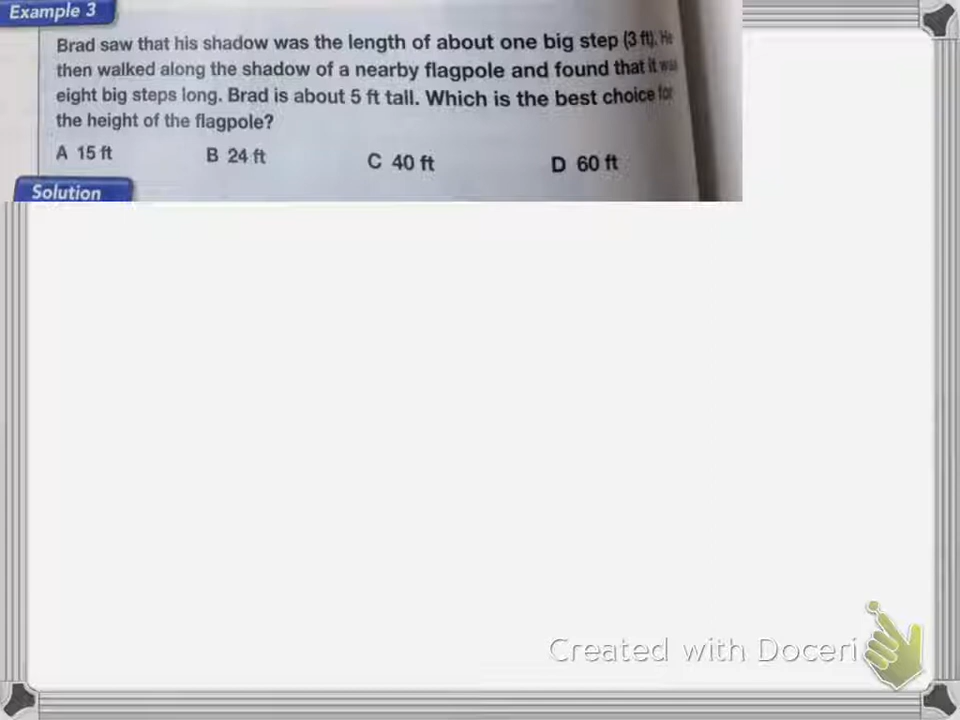 Example 3
Brad saw that his shadow was the length of about one big step (3 ft). He
then walked along the shadow of a nearby flagpole and found that it was
eight big steps long. Brad is about 5 ft tall. Which is the best choice for
the height of the flagpole?
A 15 ft B 24 ft C 40 ft D 60 ft
Solution
Created with Doceri